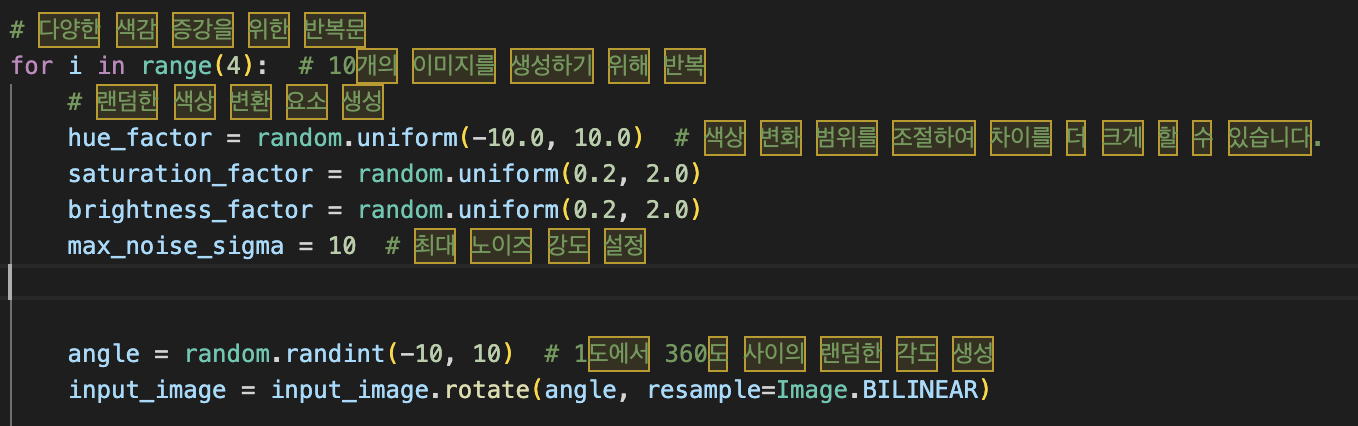 # 다양한 색감 증강을 위한 반복문
for i in range(4):  # 10개의 이미지를 생성하기 위해 반복
    # 랜덤한 색상 변환 요소 생성
    hue_factor = random.uniform(-10.0, 10.0)  # 색상 변화 범위를 조절하여 차이를 더 크게 할 수 있습니다.
    saturation_factor = random.uniform(0.2, 2.0)
    brightness_factor = random.uniform(0.2, 2.0)
    max_noise_sigma = 10  # 최대 노이즈 강도 설정
    angle = random.randint(-10, 10)  # 1도에서 360도 사이의 랜덤한 각도 생성
    input_image = input_image.rotate(angle, resample=Image.BILINEAR)